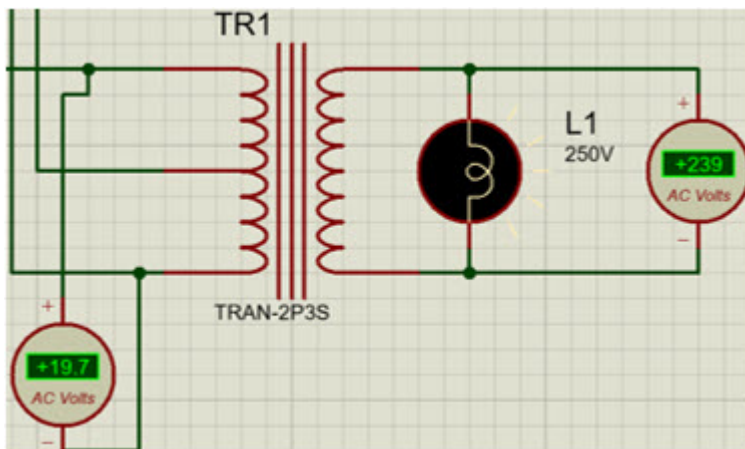 TR1
L1
250V
+
+239
AC Volts
−
TRAN-2P3S
+
+19.7
AC Volts
−